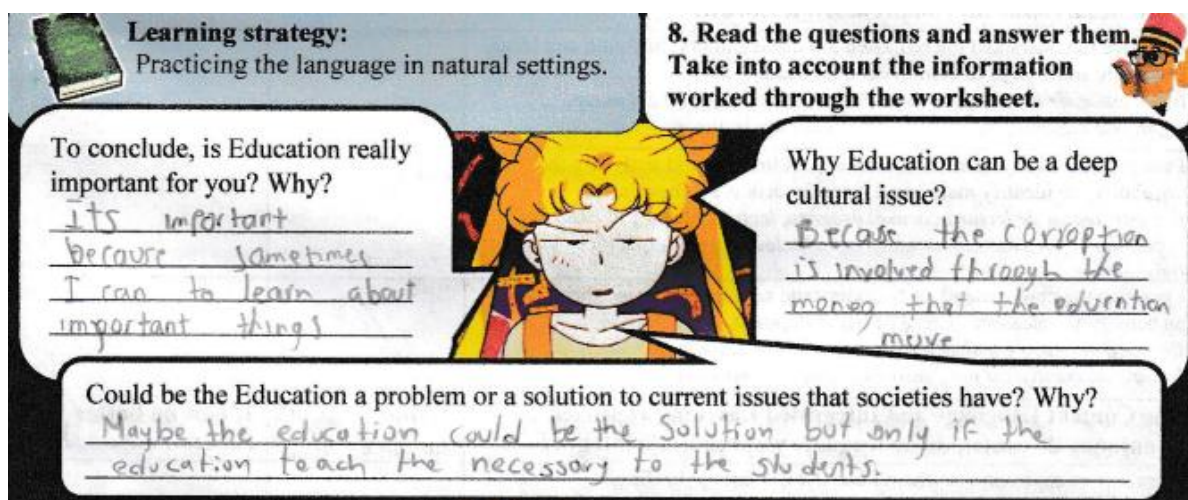 Learning strategy:
Practicing the language in natural settings.
8. Read the questions and answer them.
Take into account the information
worked through the worksheet.
To conclude, is Education really
important for you? Why?
Its important
because sometimes
I can to learn about
important things
Why Education can be a deep
cultural issue?
Becase the corroption
is involved through the
money that the education
move
Could be the Education a problem or a solution to current issues that societies have? Why?
Maybe the education could be the Solution but only if the
education teach the necessary to the students.